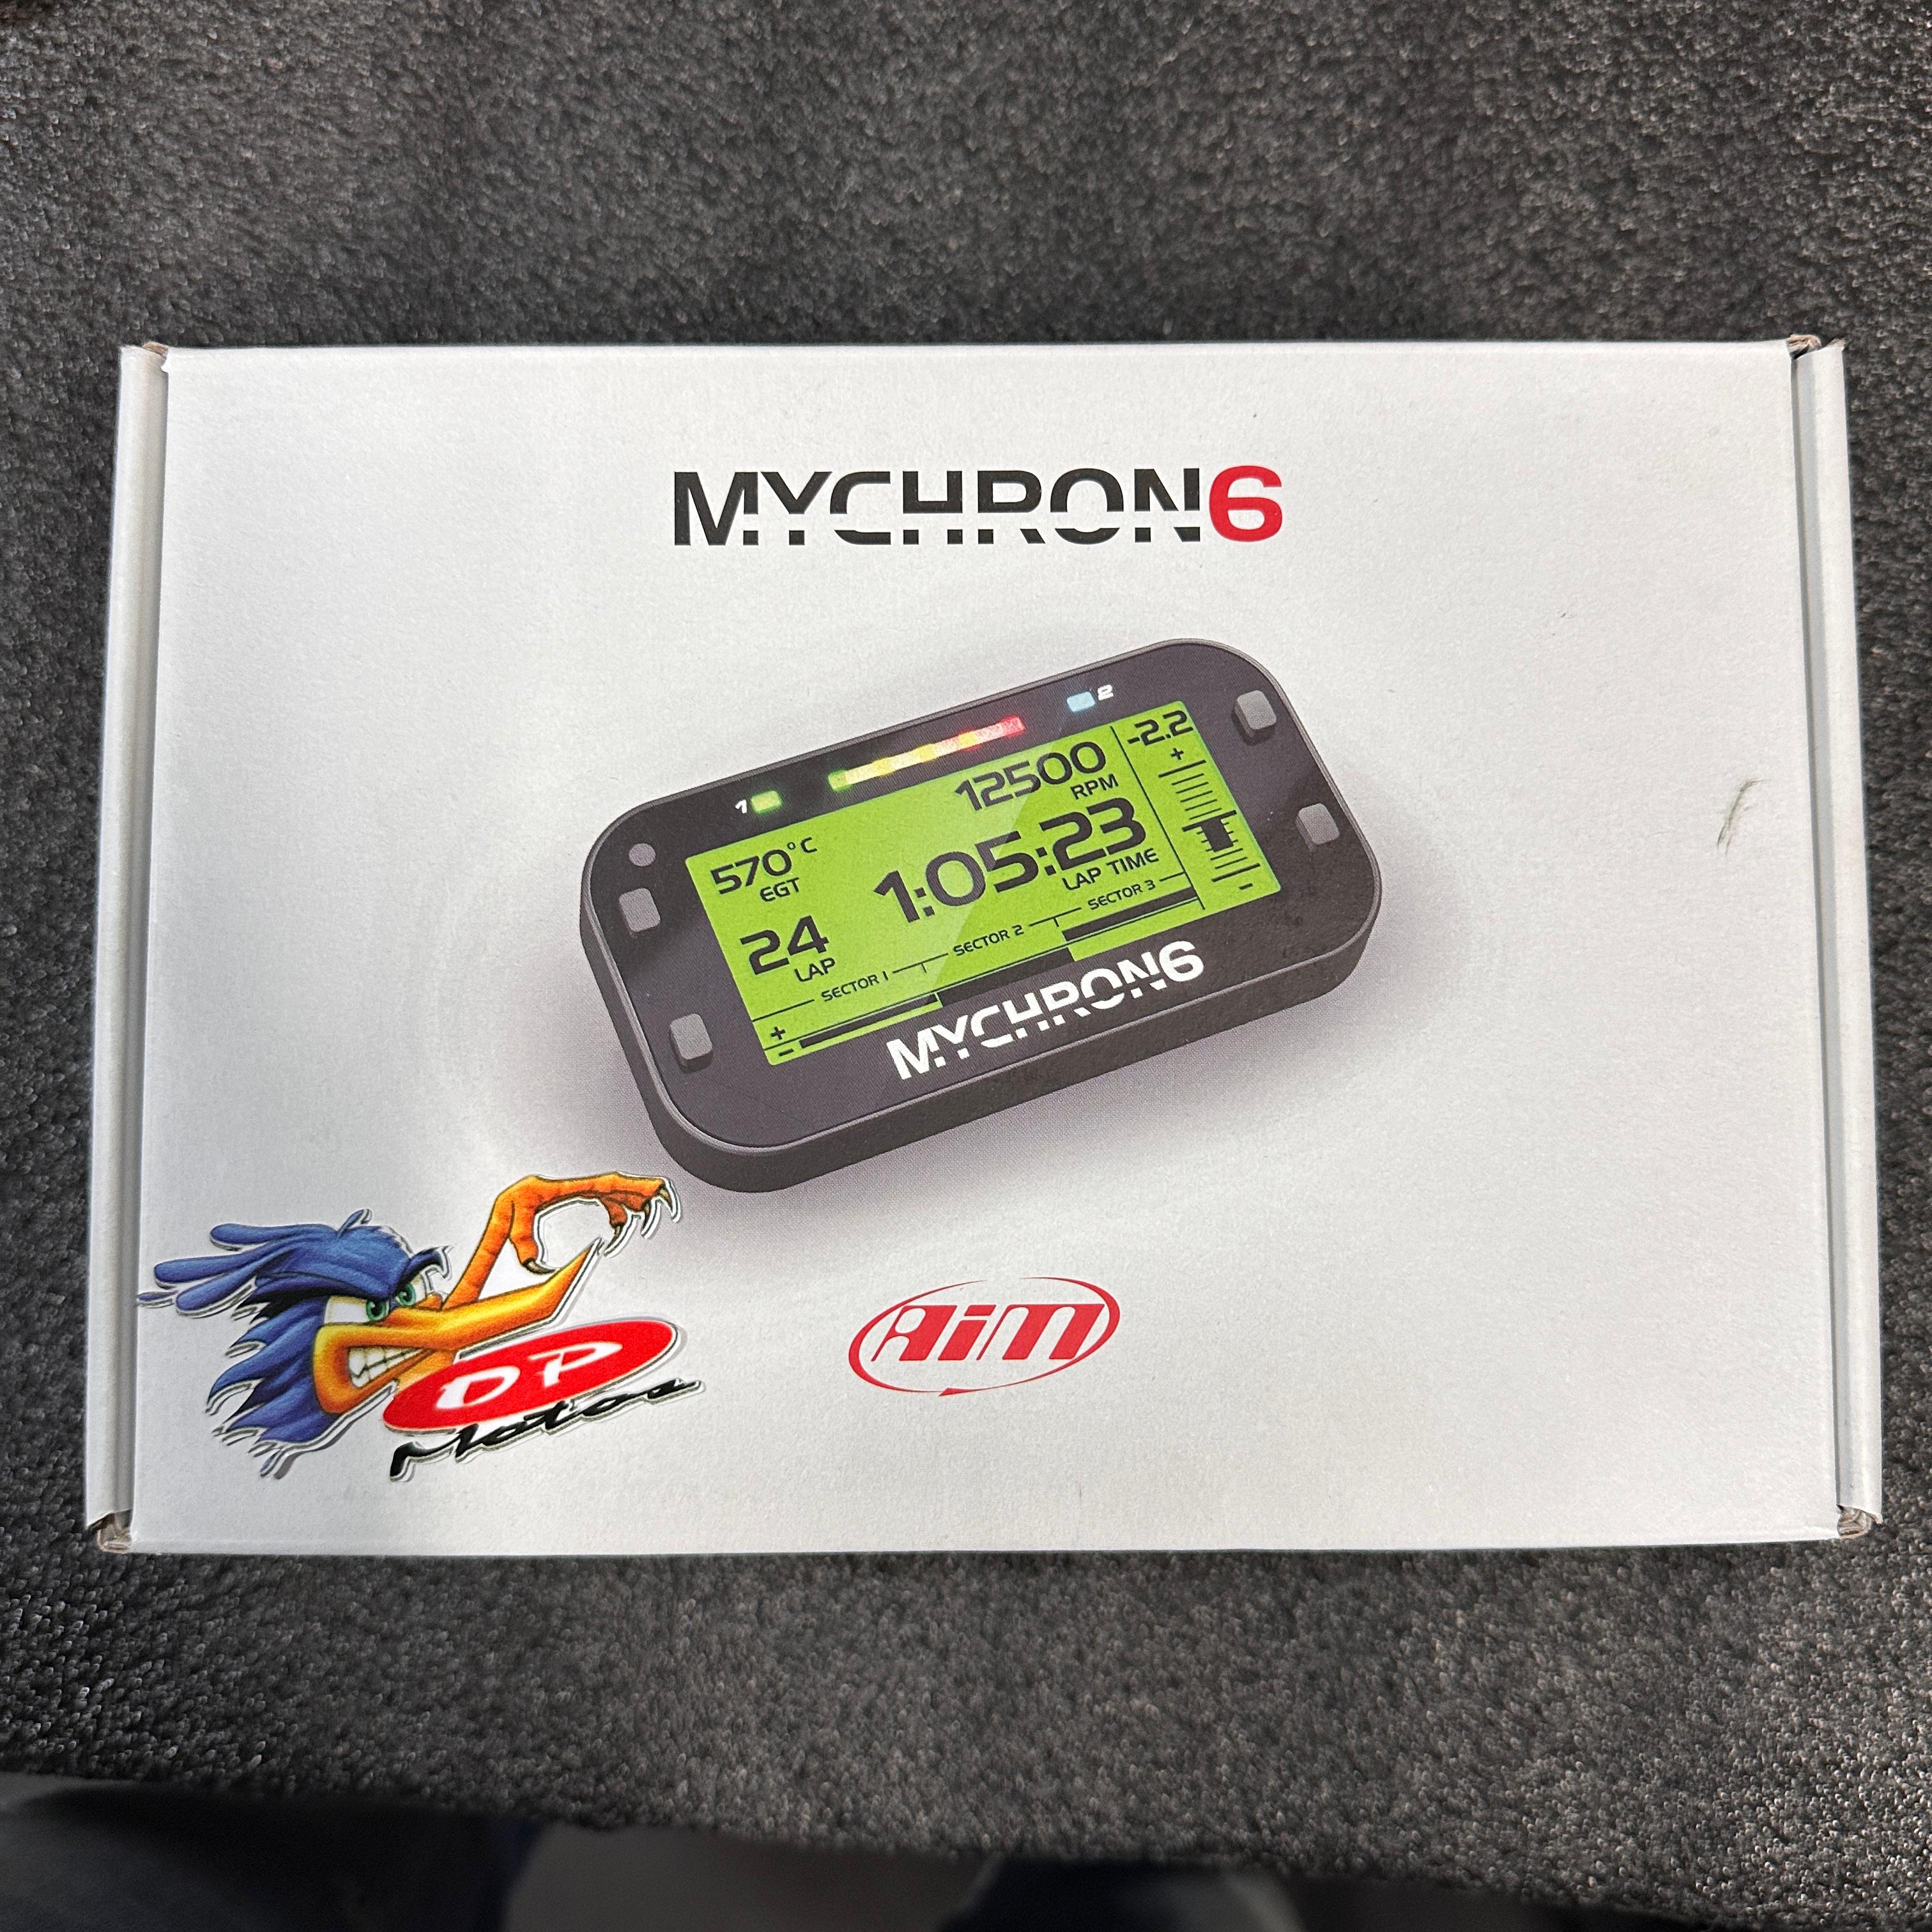 MYCHRON6
1
2
12500
RPM
-2.2
+
570°C
EGT
1:05:23
LAP TIME
24
LAP
SECTOR 1
SECTOR 2
SECTOR 3
+
-
-
MYCHRON6
DP
Motos
AiM